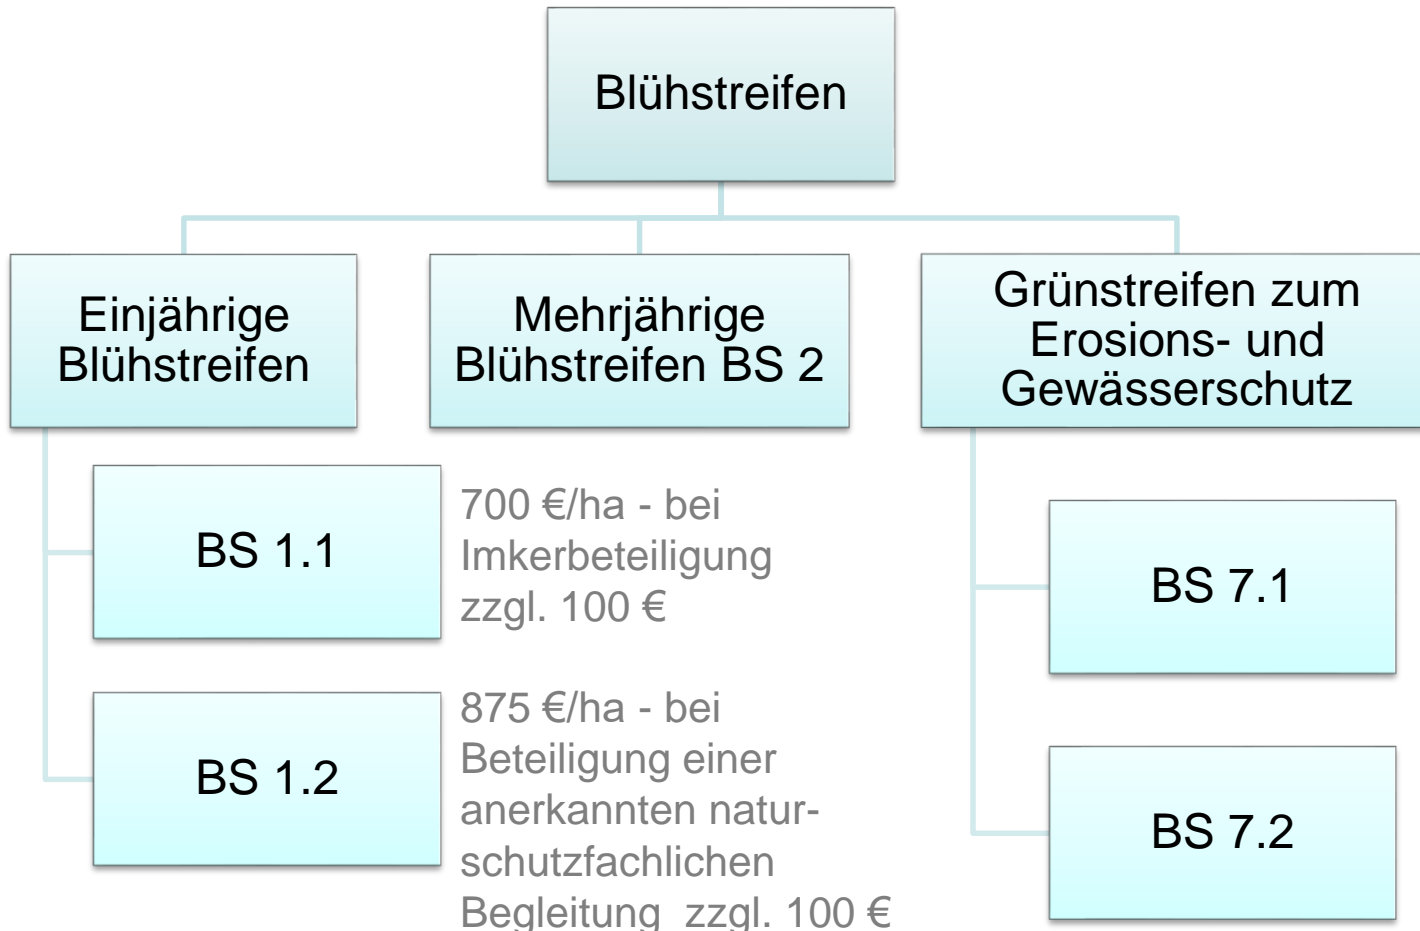 Blühstreifen
Einjährige
Blühstreifen
Mehrjährige
Blühstreifen BS 2
Grünstreifen zum
Erosions- und
Gewässerschutz
BS 1.1
700 €/ha - bei
Imkerbeteiligung
zzgl. 100 €
BS 1.2
875 €/ha - bei
Beteiligung einer
anerkannten natur-
schutzfachlichen
Begleitung  zzgl. 100 €
BS 7.1
BS 7.2